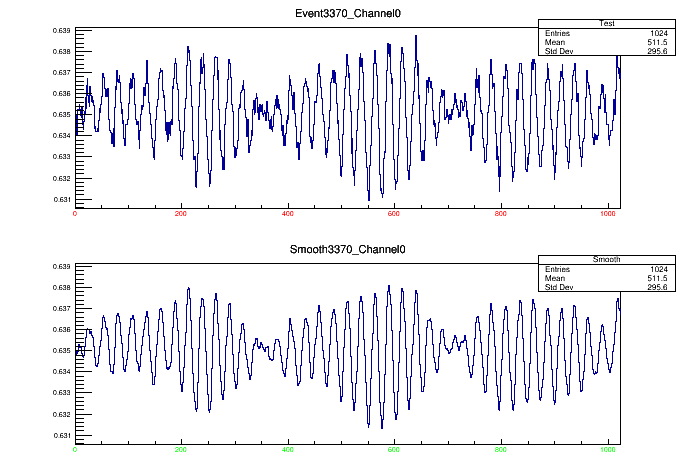 Event3370_Channel0
Test
Entries 1024
Mean 511.5
Std Dev 295.6
0.639
0.638
0.637
0.636
0.635
0.634
0.633
0.632
0.631
0 200 400 600 800 1000
Smooth3370_Channel0
Smooth
Entries 1024
Mean 511.5
Std Dev 295.6
0.639
0.638
0.637
0.636
0.635
0.634
0.633
0.632
0.631
0 200 400 600 800 1000